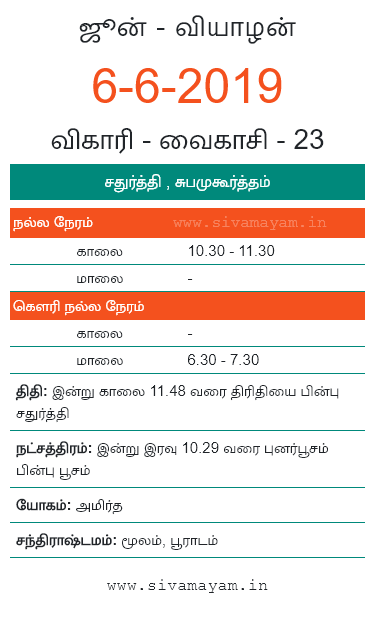 ஜூன் - வியாழன்
6-6-2019
விகாரி - வைகாசி - 23
சதுர்த்தி , சுபமுகூர்த்தம்
நல்ல நேரம் www.sivamayam.in
காலை 10.30 - 11.30
மாலை -
கௌரி நல்ல நேரம்
காலை -
மாலை 6.30 - 7.30
திதி: இன்று காலை 11.48 வரை திரிதியை பின்பு
சதுர்த்தி
நட்சத்திரம்: இன்று இரவு 10.29 வரை புனர்பூசம்
பின்பு பூசம்
யோகம்: அமிர்த
சந்திராஷ்டமம்: மூலம், பூராடம்
www.sivamayam.in